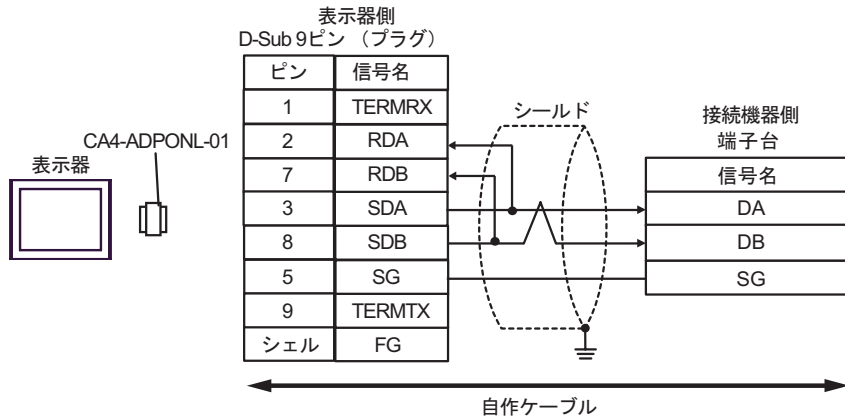 表示器側
D-Sub 9ピン （プラグ）
ピン 信号名
1 TERMRX
2 RDA
7 RDB
3 SDA
8 SDB
5 SG
9 TERMTX
シェル FG
CA4-ADPONL-01
表示器
シールド
接続機器側
端子台
信号名
DA
DB
SG
自作ケーブル